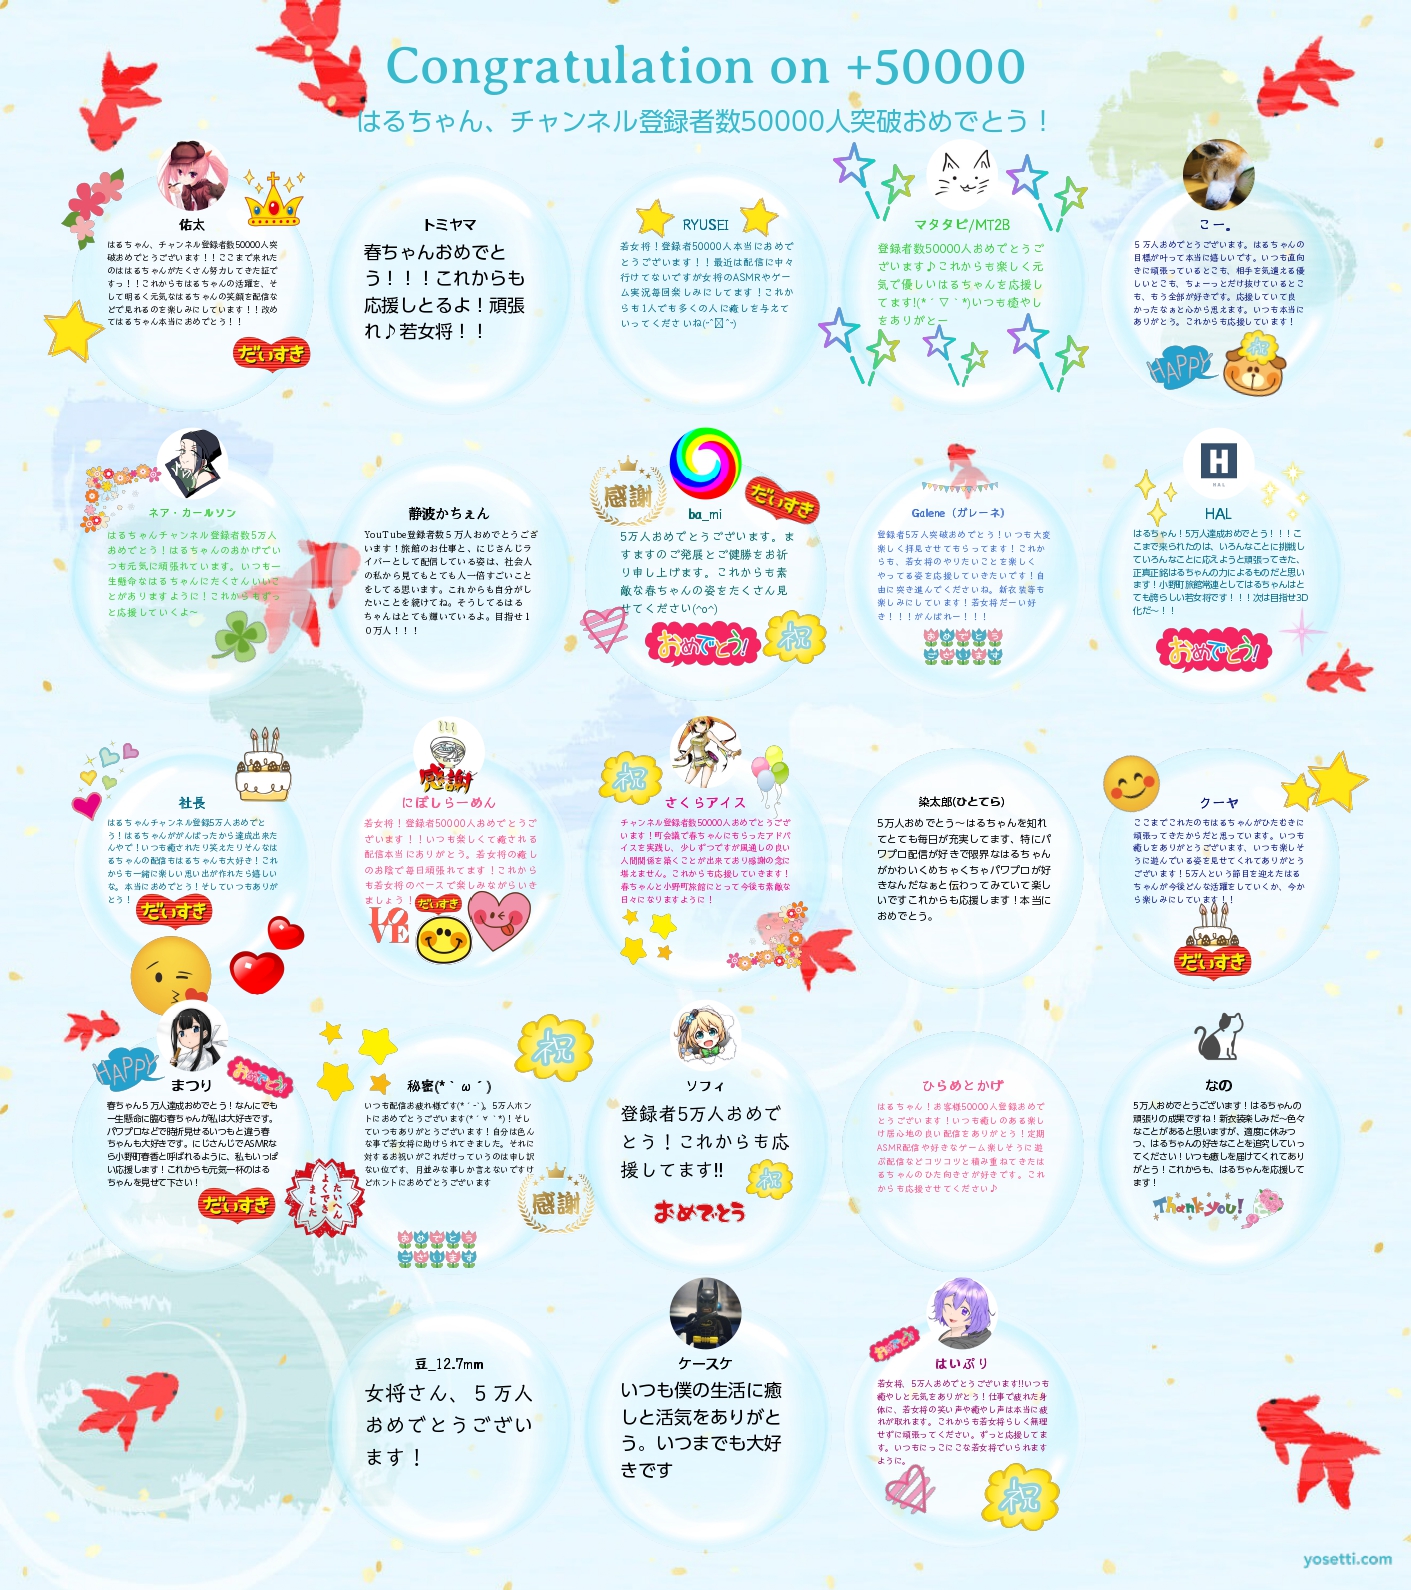 Congratulation on +50000
はるちゃん、チャンネル登録者数50000人突破おめでとう！
佑太
はるちゃん、チャンネル登録者数50000人突
破おめでとうございます！！ここまで来れた
のははるちゃんがたくさん努力してきた証で
すっ！！これからもはるちゃんの活躍を、そ
して明るく元気なはるちゃんの笑顔を配信な
どで見れるのを楽しみにしています！！改め
てはるちゃん本当におめでとう！！
だいすき
トミヤマ
春ちゃんおめでと
う！！！これからも
応援しとるよ！頑張
れ♪若女将！！
RYUSEI
若女将！登録者50000人本当におめで
とうございます！！最近は配信に中々
行けてないですが女将のASMRやゲー
ム実況毎回楽しみにしてます！これか
らも1人でも多くの人に癒しを与えて
いってくださいね
マタタビ/MT2B
登録者数50000人おめでとうご
ざいます♪これからも楽しく元
気で優しいはるちゃんを応援し
てます!(*´▽｀*)いつも癒やし
をありがとー
こー。
５万人おめでとうございます。はるちゃんの
目標が叶って本当に嬉しいです。いつも直向
きに頑張っているとこも、相手を気遣える優
しいとこも、ちょーっとだけ抜けているとこ
も、もう全部が好きです。応援していて良
かったなぁと心から思えます。いつも本当に
ありがとう。これからも応援しています！
HAPPY
祝
ネア・カールソン
はるちゃんチャンネル登録者数5万人
おめでとう！はるちゃんのおかげでい
つも元気に頑張れています。いつも一
生懸命なはるちゃんにたくさんいいこ
とがありますように！これからもずっ
と応援していくよ～
静波かちぇん
YouTube登録者数５万人おめでとうござ
います！旅館のお仕事と、にじさんじラ
イバーとして配信している姿は、社会人
の私から見てもとても人一倍すごいこと
をしてる思います。これからも自分がし
たいことを続けてね。そうしてるはる
ちゃんはとても輝いているよ。目指せ１
０万人！！！
感謝
だいすき
ba_mi
5万人おめでとうございます。ま
すますのご発展とご健勝をお祈
り申し上げます。これからも素
敵な春ちゃんの姿をたくさん見
せてください(^o^)
おめでとう!
祝
Galene（ガレーネ）
登録者5万人突破おめでとう！いつも大変
楽しく拝見させてもらってます！これか
らも、若女将のやりたいことを楽しく
やってる姿を応援していきたいです！自
由に突き進んでくださいね。新衣装等も
楽しみにしています！若女将だーい好
き！！！がんばれー！！！
おめでとう
ございます
H
HAL
HAL
はるちゃん！5万人達成おめでとう！！！こ
こまで来られたのは、いろんなことに挑戦し
ていろんなことに応えようと頑張ってきた、
正真正銘はるちゃんの力によるものだと思い
ます！小野町旅館常連としてはるちゃんはと
ても誇らしい若女将です！！！次は目指せ3D
化だ～！！
おめでとう!
社長
はるちゃんチャンネル登録5万人おめでと
う！はるちゃんががんばったから達成出来た
んやで！いつも癒されたり笑えたりそんなは
るちゃんの配信もはるちゃんも大好き！これ
からも一緒に楽しい思い出が作れたら嬉しい
な。本当におめでとう！そしていつもありが
とう！
だいすき
感謝
にぼしらーめん
若女将！登録者50000人おめでとうご
ざいます！！いつも楽しくて癒される
配信本当にありがとう。若女将の癒し
のお陰で毎日頑張れてます！これから
も若女将のペースで楽しみながらいき
ましょう！
だいすき
LOVE
祝
さくらアイス
チャンネル登録者数50000人おめでとうござ
います！町会議で春ちゃんにもらったアドバ
イスを実践し、少しずつですが風通しの良い
人間関係を築くことが出来ており感謝の念に
堪えません。これからも応援していきます！
春ちゃんと小野町旅館にとって今後も素敵な
日々になりますように！
染太郎(ひとてら)
5万人おめでとう～はるちゃんを知れ
てとても毎日が充実してます、特にパ
ワプロ配信が好きで限界なはるちゃん
がかわいくめちゃくちゃパワプロが好
きなんだなぁと伝わってみていて楽し
いですこれからも応援します！本当に
おめでとう。
クーヤ
ここまでこれたのもはるちゃんがひたむきに
頑張ってきたからだと思っています。いつも
癒しをありがとうございます、いつも楽しそ
うに遊んでいる姿を見せてくれてありがとう
ございます！5万人という節目を迎えたはる
ちゃんが今後どんな活躍をしていくか、今か
ら楽しみにしています！！
だいすき
HAPPY
おめでとう!
まつり
春ちゃん５万人達成おめでとう！なんにでも
一生懸命に臨む春ちゃんが私は大好きです。
パワプロなどで時折見せるいつもと違う春
ちゃんも大好きです。にじさんじでASMRな
ら小野町春香と呼ばれるように、私もいっぱ
い応援します！これからも元気一杯のはる
ちゃんを見せて下さい！
だいすき
祝
秘密(*｀ω´)
いつも配信お疲れ様です(*´-`)。5万人ホン
トにおめでとうございます(*´∀｀*)！そし
ていつもありがとうございます！自分は色ん
な事で若女将に助けられてきました。それに
対するお祝いがこれだけっていうのは申し訳
ない位です、月並みな事しか言えないですけ
どホントにおめでとうございます
たいへん
よくでき
ました
感謝
おめでとう
ございます
ソフィ
登録者5万人おめで
とう！これからも応
援してます!!
祝
おめでとう
ひらめとかげ
はるちゃん！お客様50000人登録おめで
とうございます！いつも癒しのある楽し
け居心地の良い配信をありがとう！定期
ASMR配信や好きなゲーム楽しそうに遊
ぶ配信などコツコツと積み重ねてきたは
るちゃんのひた向きさが好きです。これ
からも応援させてください♪
なの
5万人おめでとうございます！はるちゃんの
頑張りの成果ですね！新衣装楽しみだ～色々
なことがあると思いますが、適度に休みつ
つ、はるちゃんの好きなことを追究していっ
てください！いつも癒しを届けてくれてあり
がとう！これからも、はるちゃんを応援して
ます！
Thank you!
豆_12.7mm
女将さん、５万人
おめでとうござい
ます！
ケースケ
いつも僕の生活に癒
しと活気をありがと
う。いつまでも大好
きです
おめでとう!
はいぷり
若女将、5万人おめでとうございます!!いつも
癒やしと元気をありがとう！仕事で疲れた身
体に、若女将の笑い声や癒やし声は本当に疲
れが取れます。これからも若女将らしく無理
せずに頑張ってください。ずっと応援してま
す。いつもにっこにこな若女将でいられます
ように。
祝
yosetti.com